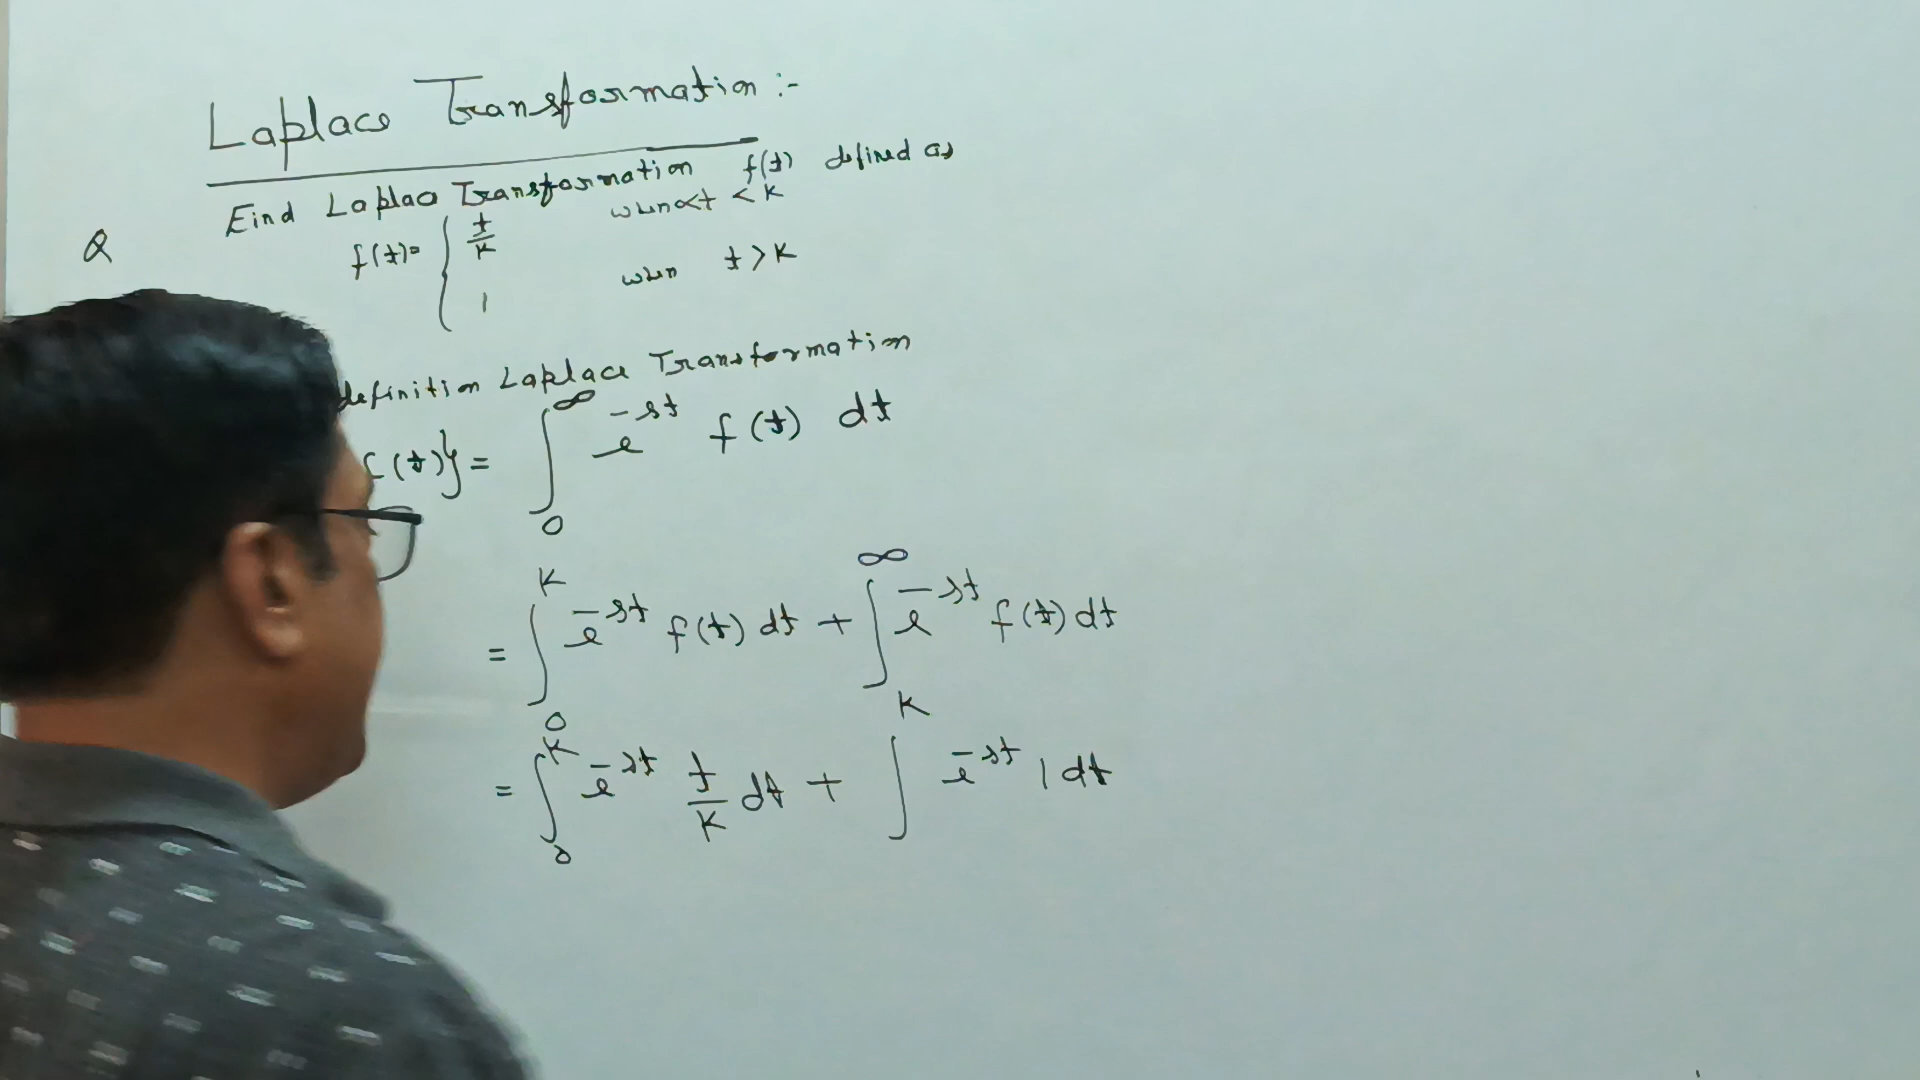 Laplace Transformation :-
Q Find Laplac Transformation f(t) defined as
f(t)= { t/K when 0<t < K
1 when t > K
definition Laplace Transformation
f(t)} = ∫₀^∞ e^-st f(t) dt
= ∫₀^K e^-st f(t) dt + ∫_K^∞ e^-st f(t) dt
= ∫₀^K e^-st t/K dt + ∫ e^-st 1 dt